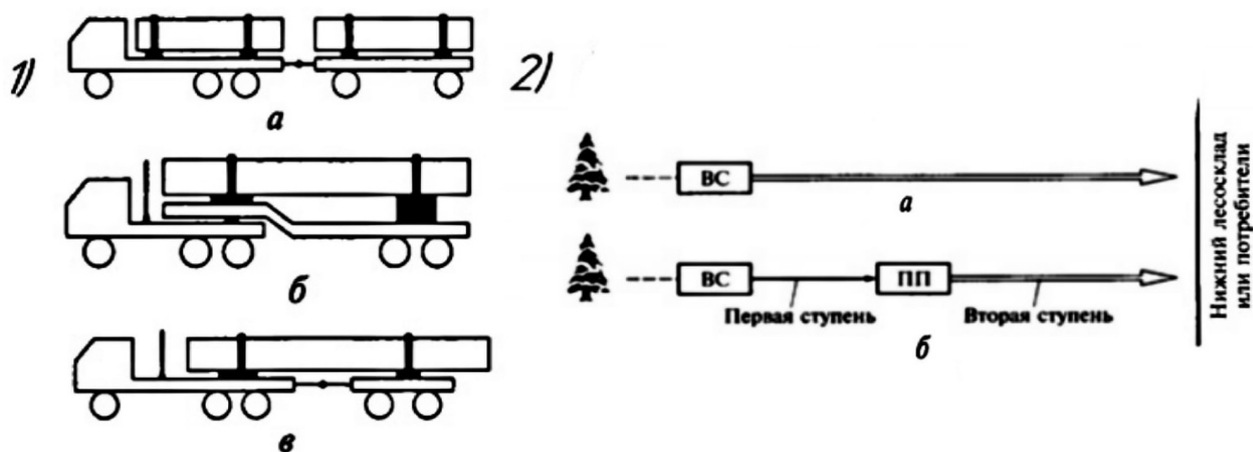 1)
а
б
в
2)
ВС
а
ВС
ПП
Первая ступень
Вторая ступень
б
Нижний лесосклад
или потребители